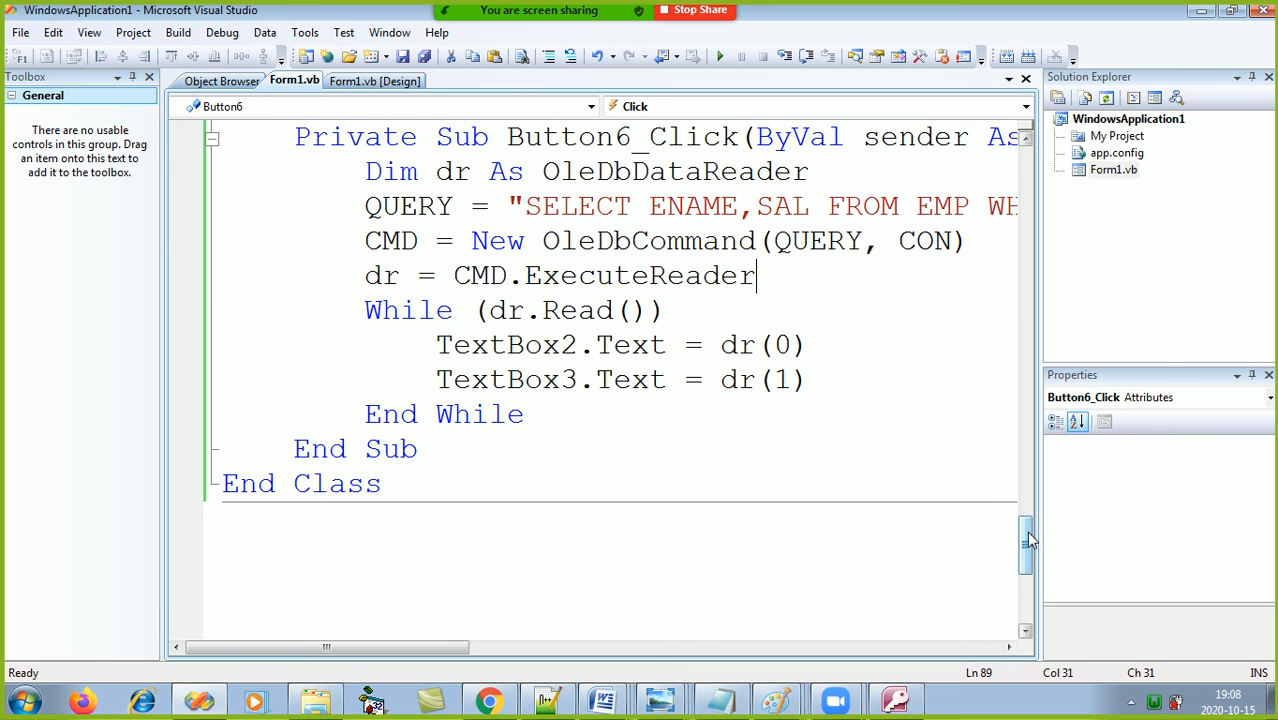 WindowsApplication1 - Microsoft Visual Studio
You are screen sharing
Stop Share
File Edit View Project Build Debug Data Tools Test Window Help
Toolbox
General
There are no usable
controls in this group. Drag
an item onto this text to
add it to the toolbox.
Object Browser Form1.vb Form1.vb [Design]
Button6 Click
Private Sub Button6_Click(ByVal sender As
Dim dr As OleDbDataReader
QUERY = "SELECT ENAME,SAL FROM EMP WH
CMD = New OleDbCommand(QUERY, CON)
dr = CMD.ExecuteReader
While (dr.Read())
TextBox2.Text = dr(0)
TextBox3.Text = dr(1)
End While
End Sub
End Class
Solution Explorer
WindowsApplication1
My Project
app.config
Form1.vb
Properties
Button6_Click Attributes
Ready Ln 89 Col 31 Ch 31 INS
19:08
2020-10-15